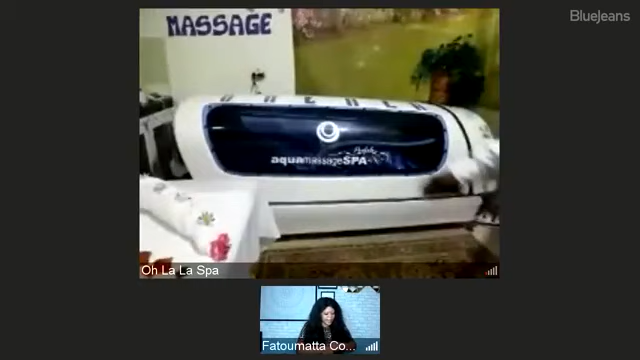 BlueJeans
MASSAGE
aquamassageSPA
Oh La La Spa
Fatoumatta Co...